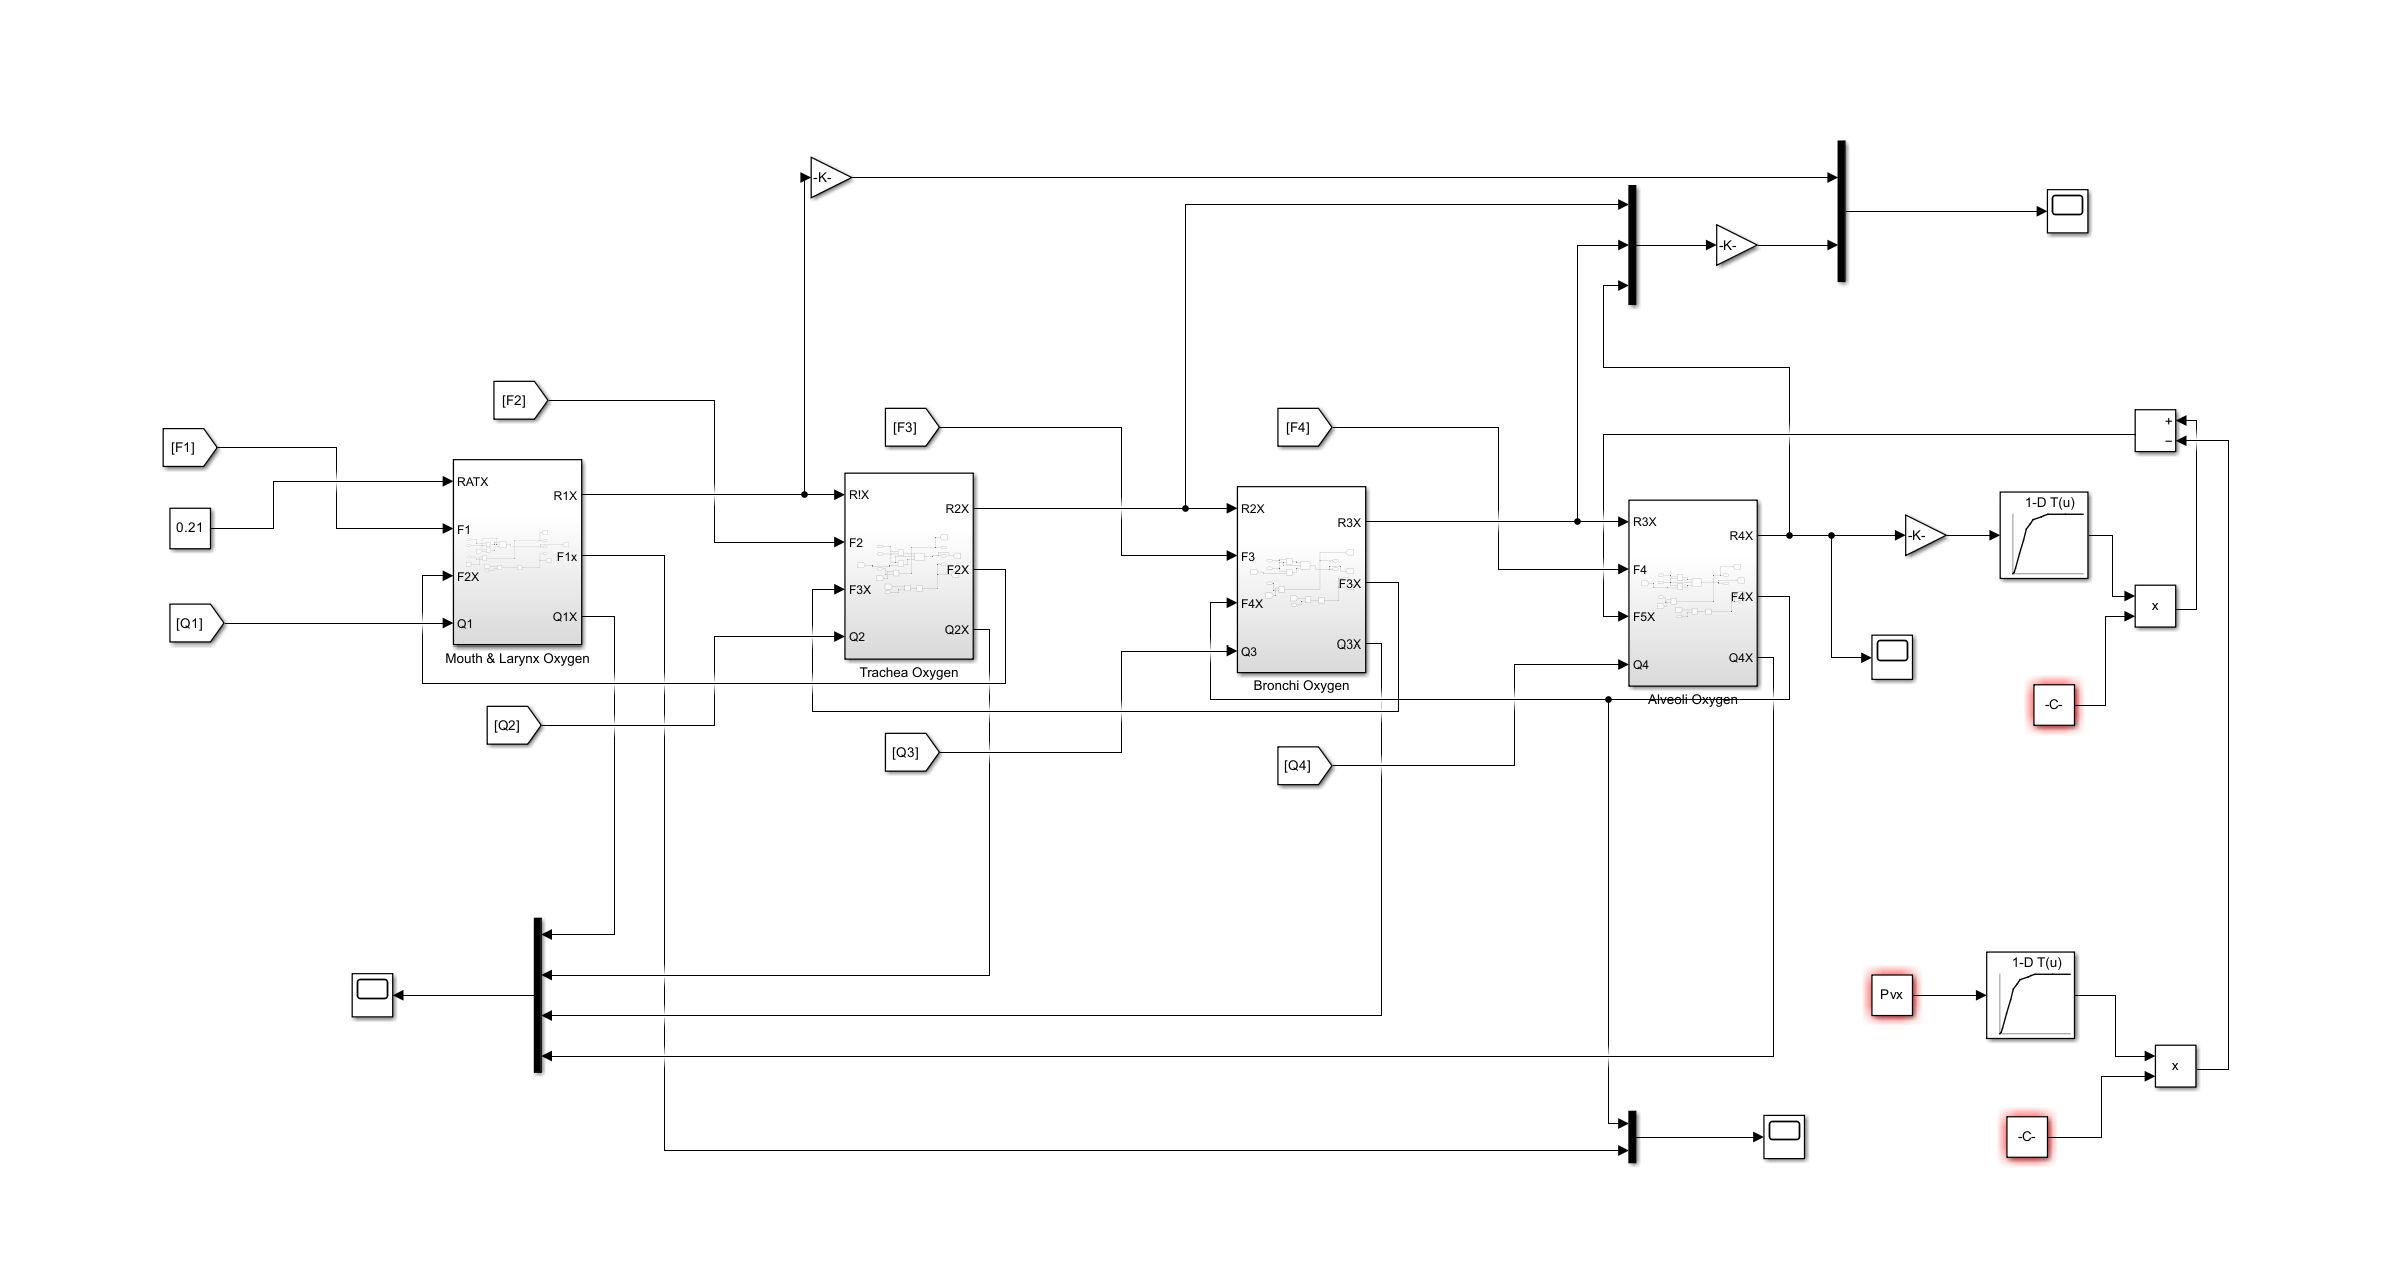 -K-
-K-
[F2]
[F1]
[F3]
[F4]
+
−
RATX
R1X
F1
F1x
F2X
Q1X
Q1
Mouth & Larynx Oxygen
0.21
[Q1]
R!X
R2X
F2
F2X
F3X
Q2X
Q2
Trachea Oxygen
R2X
R3X
F3
F3X
F4X
Q3X
Q3
Bronchi Oxygen
R3X
R4X
F4
F4X
F5X
Q4X
Q4
Alveoli Oxygen
-K-
1-D T(u)
x
-C-
[Q2]
[Q3]
[Q4]
1-D T(u)
Pvx
x
-C-